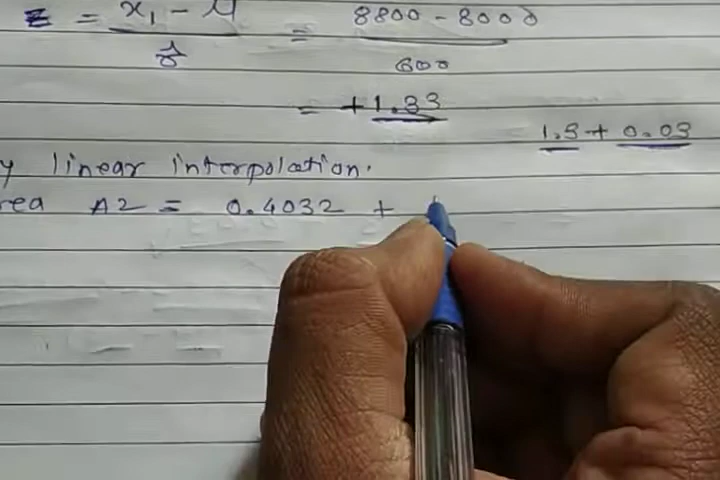 z = x₁ - μ / σ = 8800 - 8000 / 600
= +1.33
1.3 + 0.03
y linear interpolation.
rea A2 = 0.4032 +